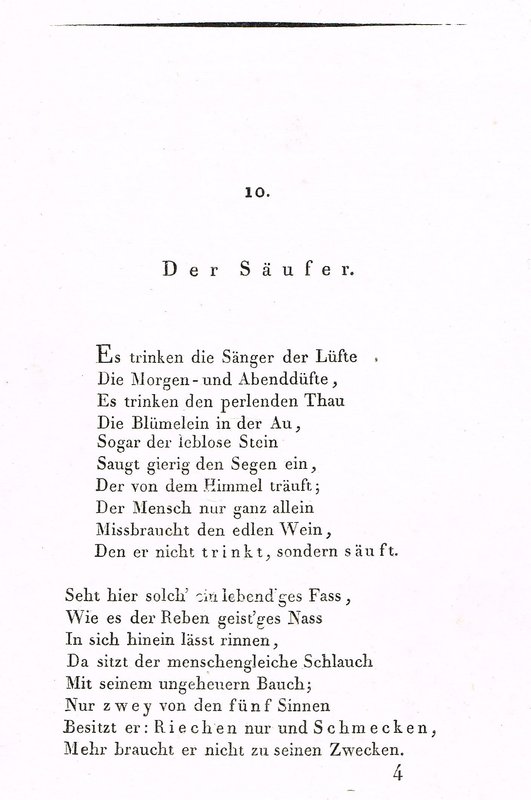 10.
Der Säufer.
Es trinken die Sänger der Lüfte
Die Morgen- und Abenddüfte,
Es trinken den perlenden Thau
Die Blümelein in der Au,
Sogar der leblose Stein
Saugt gierig den Segen ein,
Der von dem Himmel träuft;
Der Mensch nur ganz allein
Missbraucht den edlen Wein,
Den er nicht trinkt, sondern säuft.
Seht hier solch' ein lebend'ges Fass,
Wie es der Reben geist'ges Nass
In sich hinein lässt rinnen,
Da sitzt der menschengleiche Schlauch
Mit seinem ungeheuern Bauch;
Nur zwey von den fünf Sinnen
Besitzt er: Riechen nur und Schmecken,
Mehr braucht er nicht zu seinen Zwecken.
4